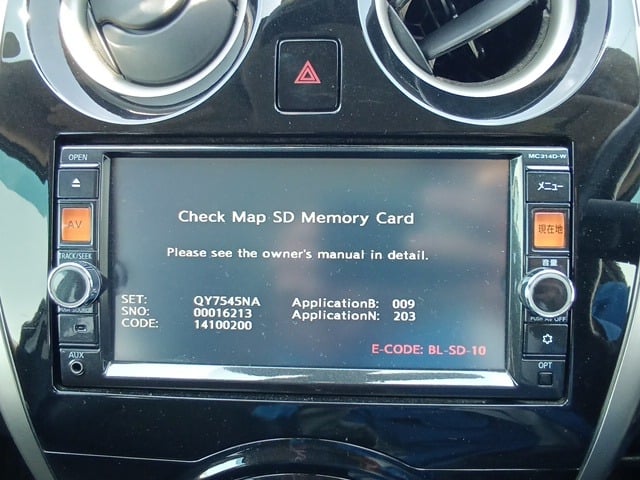 OPEN
MC314D-W
メニュー
AV
現在地
TRACK/SEEK
音量
PUSH SOURCE
PUSH AV OFF
AUX
OPT
Check Map SD Memory Card
Please see the owner's manual in detail.
SET: QY7545NA ApplicationB: 009
SNO: 00016213 ApplicationN: 203
CODE: 14100200
E-CODE: BL-SD-10